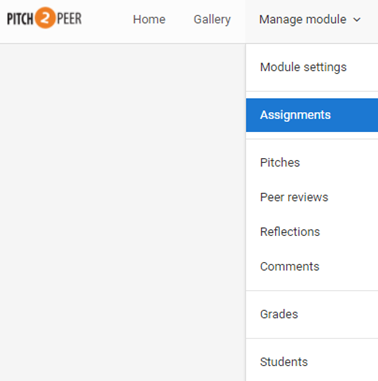 PITCH 2 PEER Home Gallery Manage module
Module settings
Assignments
Pitches
Peer reviews
Reflections
Comments
Grades
Students